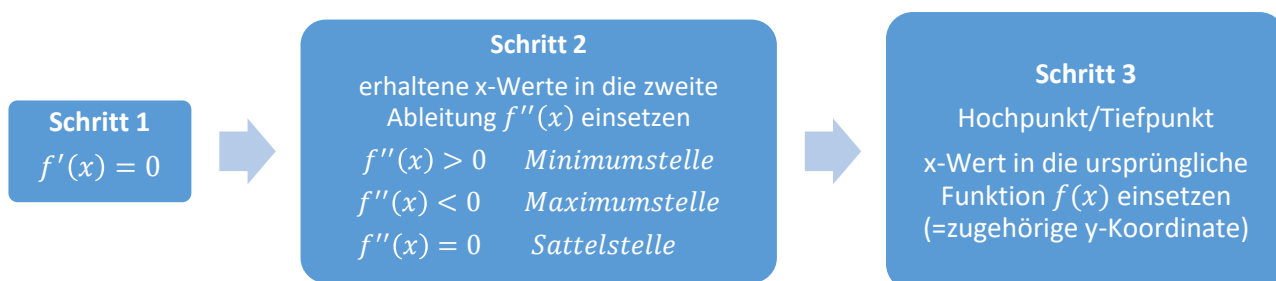 Schritt 1
f′(x) = 0
Schritt 2
erhaltene x-Werte in die zweite
Ableitung f′′(x) einsetzen
f′′(x) > 0 Minimumstelle
f′′(x) < 0 Maximumstelle
f′′(x) = 0 Sattelstelle
Schritt 3
Hochpunkt/Tiefpunkt
x-Wert in die ursprüngliche
Funktion f(x) einsetzen
(=zugehörige y-Koordinate)